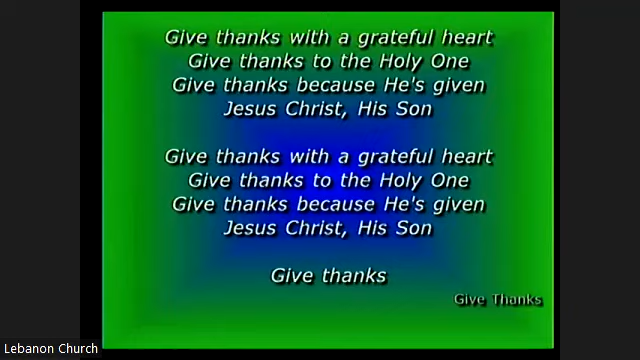 Give thanks with a grateful heart
Give thanks to the Holy One
Give thanks because He's given
Jesus Christ, His Son
Give thanks with a grateful heart
Give thanks to the Holy One
Give thanks because He's given
Jesus Christ, His Son
Give thanks
Give Thanks
Lebanon Church